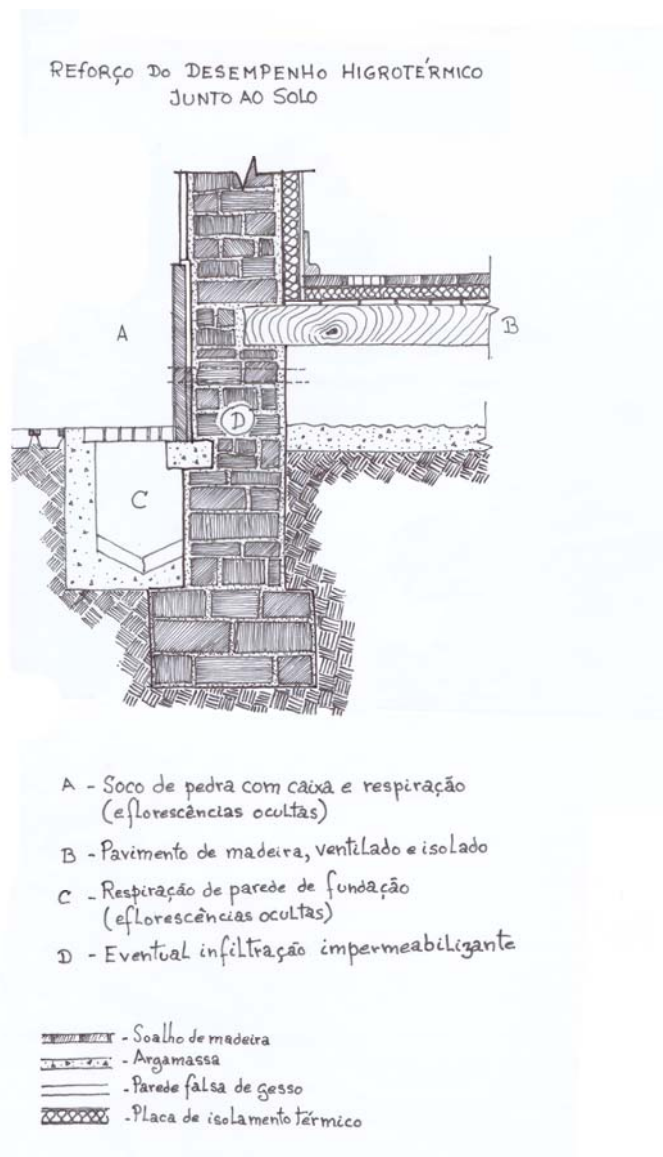 REFORÇO DO DESEMPENHO HIGROTÉRMICO
JUNTO AO SOLO
A
B
D
C
A - Soco de pedra com caixa e respiração
(eflorescências ocultas)
B - Pavimento de madeira, ventilado e isolado
C - Respiração de parede de fundação
(eflorescências ocultas)
D - Eventual infiltração impermeabilizante
- Soalho de madeira
- Argamassa
- Parede falsa de gesso
- Placa de isolamento térmico